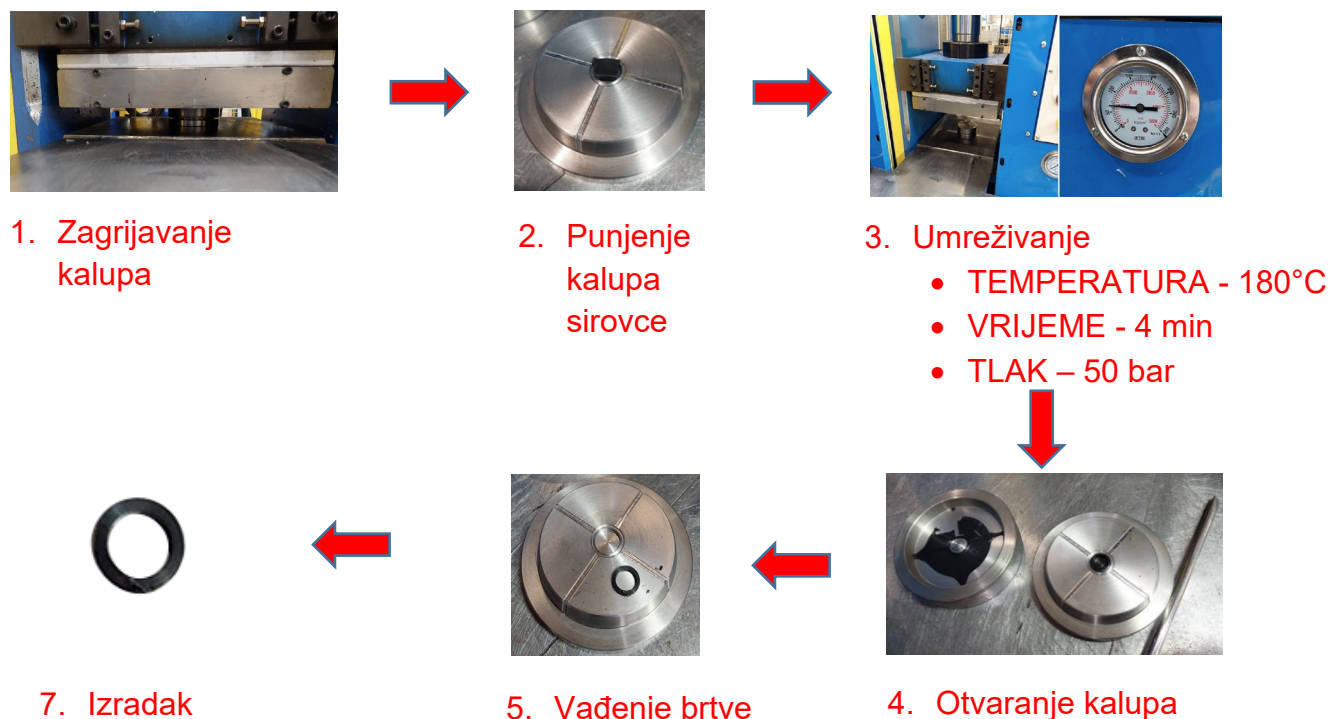 1. Zagrijavanje
kalupa
2. Punjenje
kalupa
sirovce
3. Umreživanje
• TEMPERATURA - 180°C
• VRIJEME - 4 min
• TLAK – 50 bar
4. Otvaranje kalupa
5. Vađenje brtve
7. Izradak